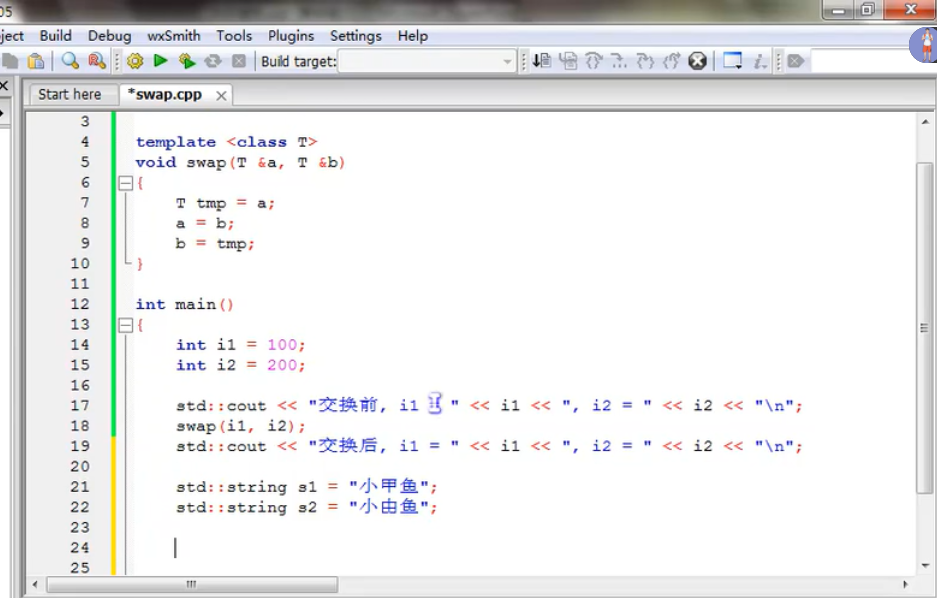 05
ject Build Debug wxSmith Tools Plugins Settings Help
Build target:
Start here *swap.cpp
3
4 template <class T>
5 void swap(T &a, T &b)
6 {
7 T tmp = a;
8 a = b;
9 b = tmp;
10 }
11
12 int main()
13 {
14 int i1 = 100;
15 int i2 = 200;
16
17 std::cout << "交换前, i1 " << i1 << ", i2 = " << i2 << "\n";
18 swap(i1, i2);
19 std::cout << "交换后, i1 = " << i1 << ", i2 = " << i2 << "\n";
20
21 std::string s1 = "小甲鱼";
22 std::string s2 = "小由鱼";
23
24
25